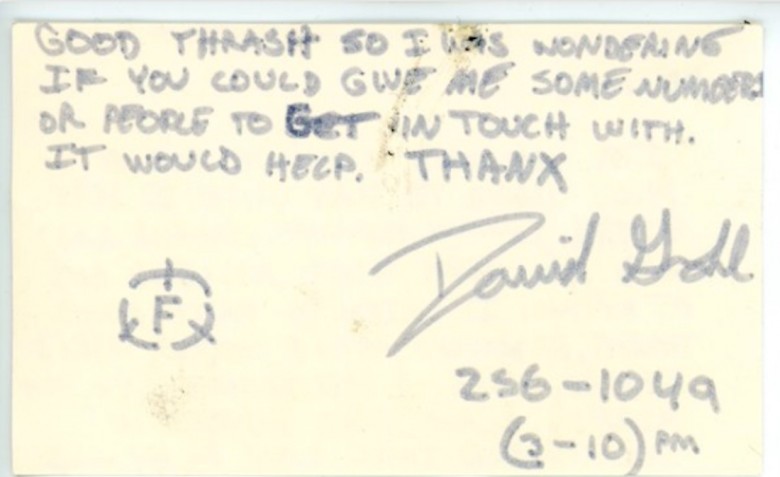 GOOD THRASH SO I WAS WONDERING
IF YOU COULD GIVE ME SOME NUMBERS
OR PEOPLE TO GET IN TOUCH WITH.
IT WOULD HELP. THANX
David Grohl
F
256-1049
(3-10) PM